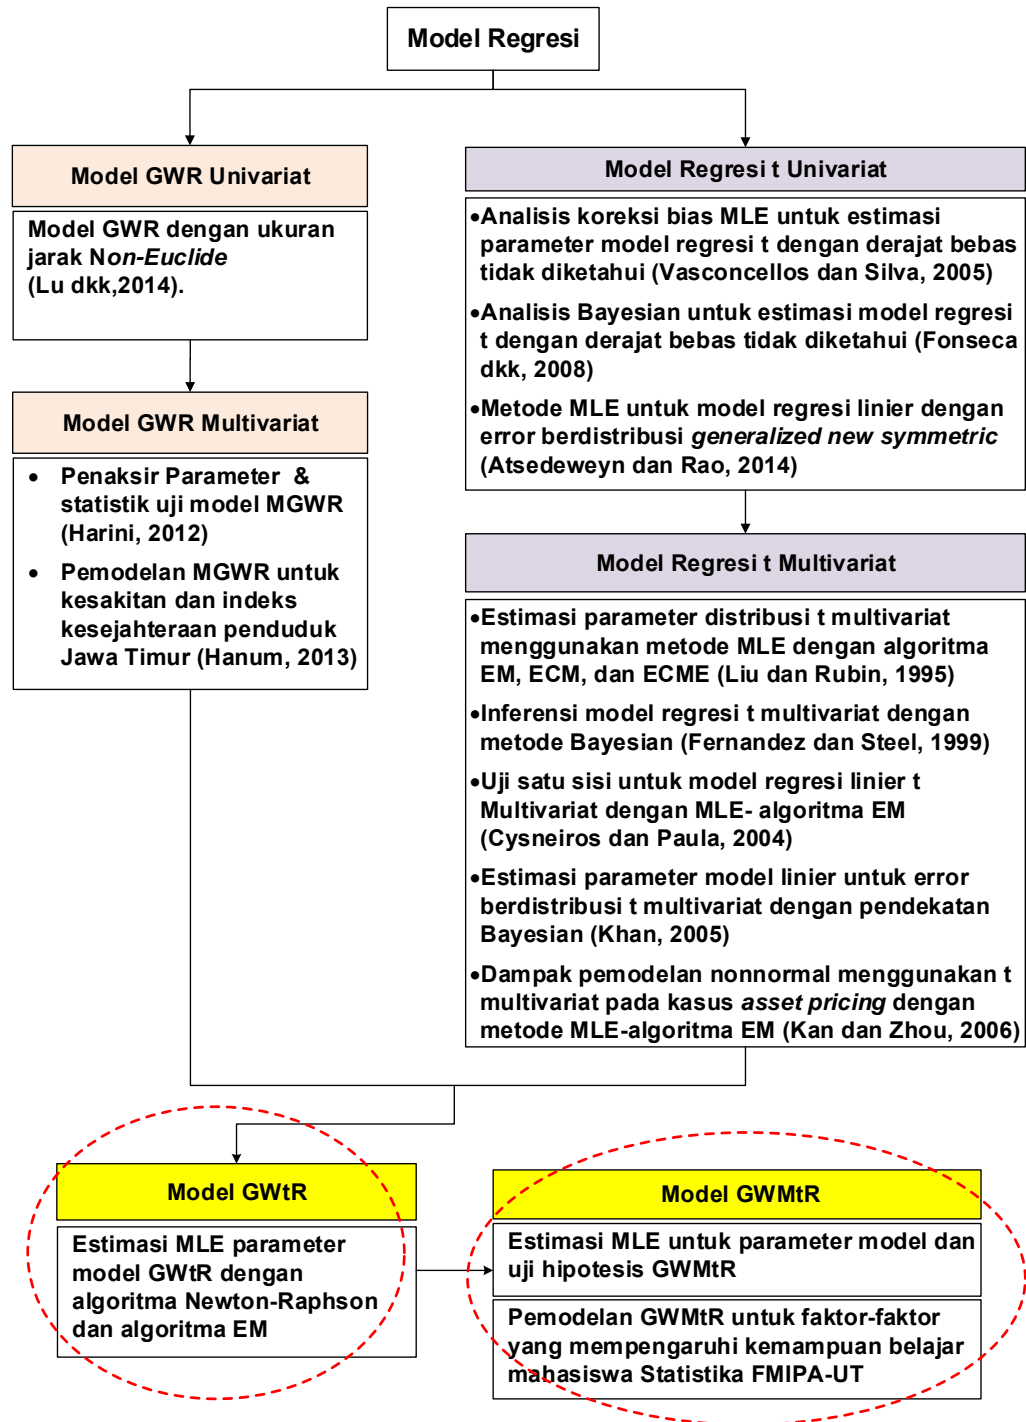 Model Regresi
Model GWR Univariat
Model GWR dengan ukuran
jarak Non-Euclide
(Lu dkk,2014).
Model GWR Multivariat
• Penaksir Parameter & 
statistik uji model MGWR
(Harini, 2012)
• Pemodelan MGWR untuk
kesakitan dan indeks
kesejahteraan penduduk
Jawa Timur (Hanum, 2013)
Model Regresi t Univariat
•Analisis koreksi bias MLE untuk estimasi
parameter model regresi t dengan derajat bebas
tidak diketahui (Vasconcellos dan Silva, 2005)
•Analisis Bayesian untuk estimasi model regresi
t dengan derajat bebas tidak diketahui (Fonseca
dkk, 2008)
•Metode MLE untuk model regresi linier dengan
error berdistribusi generalized new symmetric
(Atsedeweyn dan Rao, 2014)
Model Regresi t Multivariat
•Estimasi parameter distribusi t multivariat
menggunakan metode MLE dengan algoritma
EM, ECM, dan ECME (Liu dan Rubin, 1995)
•Inferensi model regresi t multivariat dengan
metode Bayesian (Fernandez dan Steel, 1999)
•Uji satu sisi untuk model regresi linier t
Multivariat dengan MLE- algoritma EM
(Cysneiros dan Paula, 2004)
•Estimasi parameter model linier untuk error
berdistribusi t multivariat dengan pendekatan
Bayesian (Khan, 2005)
•Dampak pemodelan nonnormal menggunakan t
multivariat pada kasus asset pricing dengan
metode MLE-algoritma EM (Kan dan Zhou, 2006)
Model GWtR
Estimasi MLE parameter
model GWtR dengan
algoritma Newton-Raphson
dan algoritma EM
Model GWMtR
Estimasi MLE untuk parameter model dan
uji hipotesis GWMtR
Pemodelan GWMtR untuk faktor-faktor
yang mempengaruhi kemampuan belajar
mahasiswa Statistika FMIPA-UT